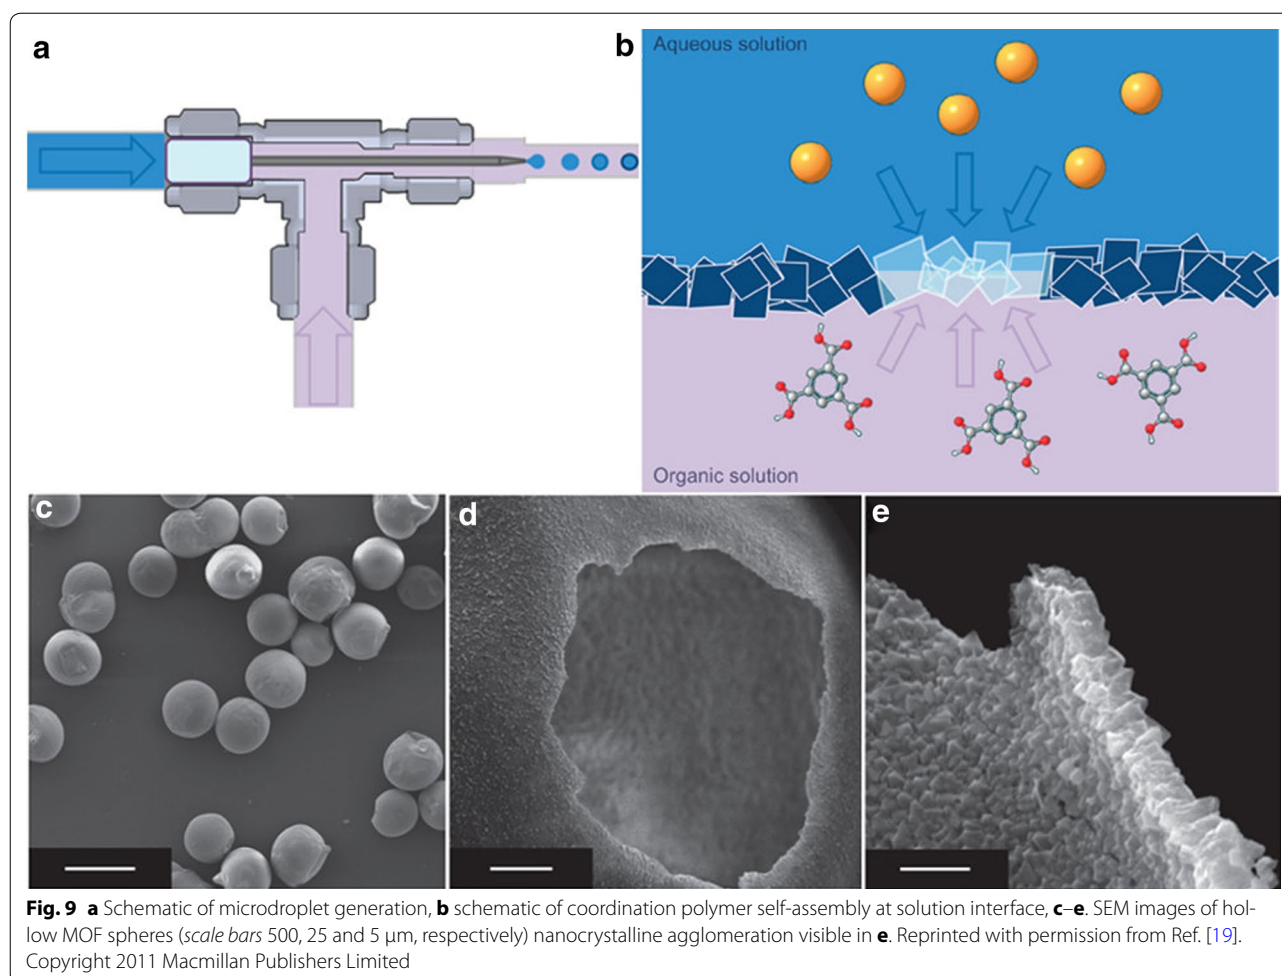 a
b
Aqueous solution
Organic solution
c
d
e
Fig. 9 a Schematic of microdroplet generation, b schematic of coordination polymer self-assembly at solution interface, c–e. SEM images of hol-
low MOF spheres (scale bars 500, 25 and 5 µm, respectively) nanocrystalline agglomeration visible in e. Reprinted with permission from Ref. [19].
Copyright 2011 Macmillan Publishers Limited